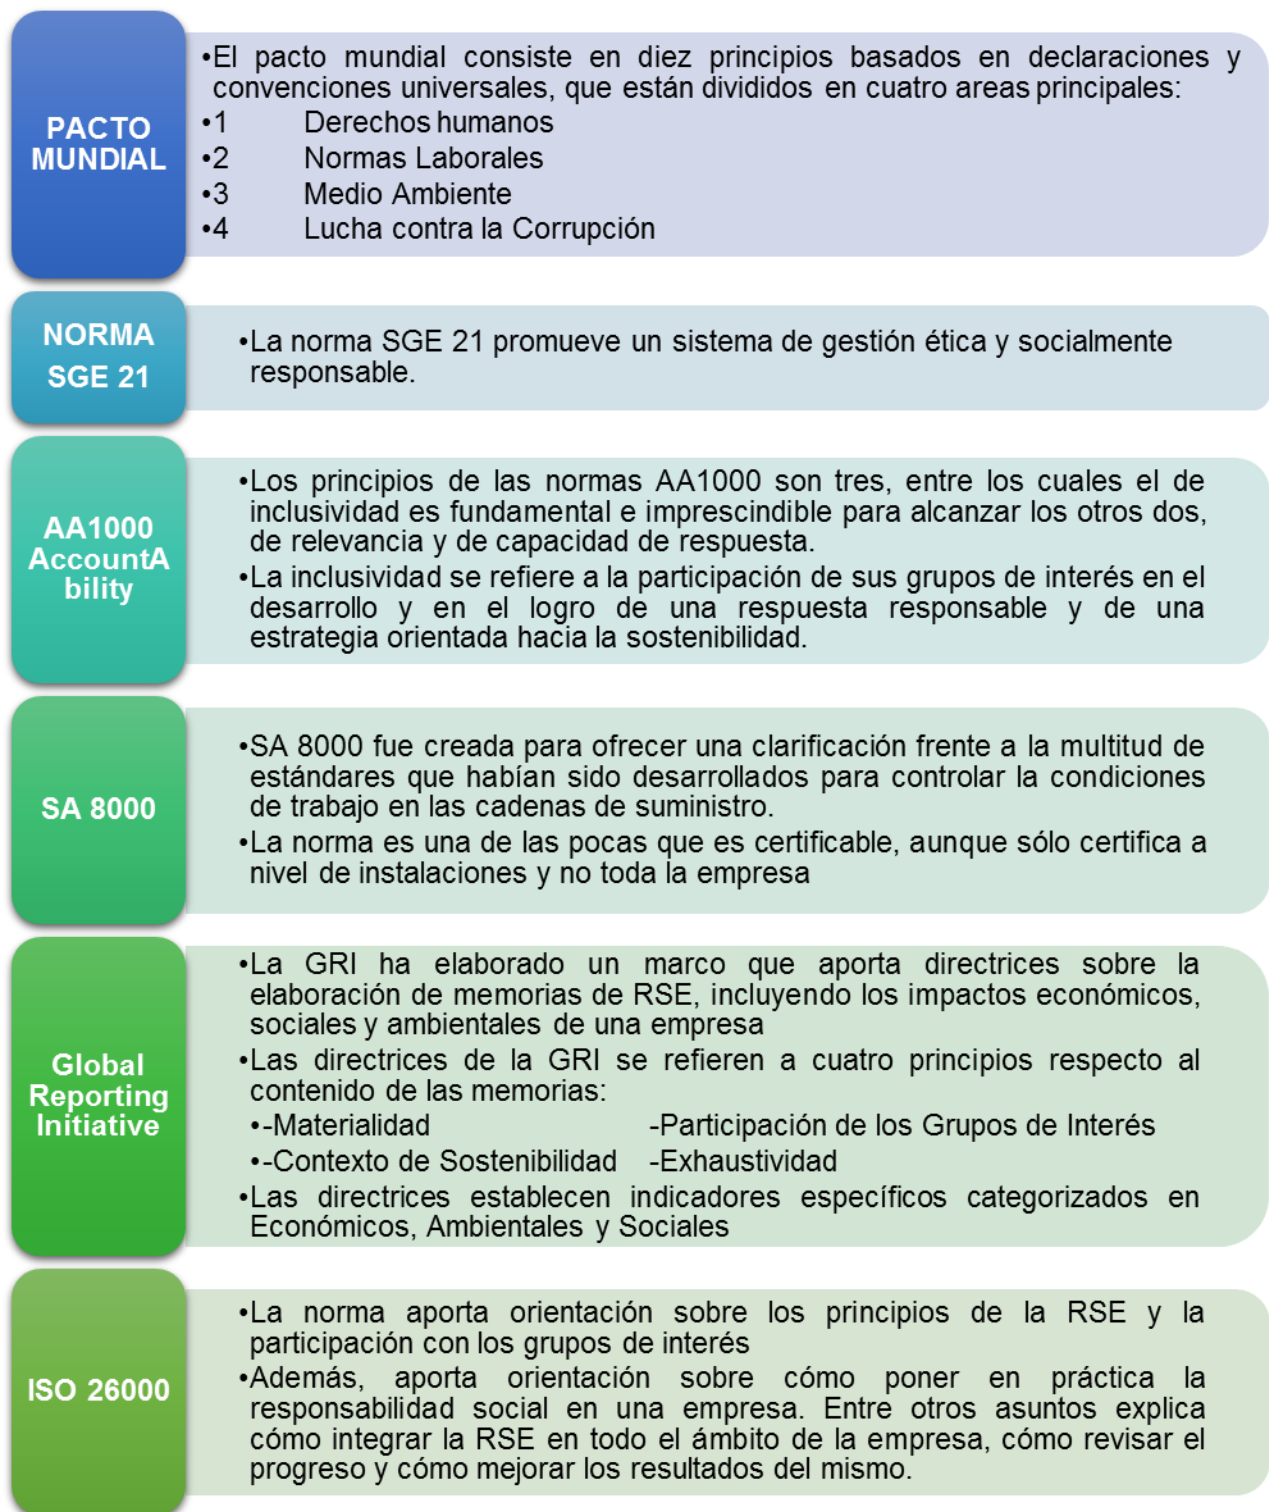 PACTO
MUNDIAL
•El pacto mundial consiste en diez principios basados en declaraciones y
convenciones universales, que están divididos en cuatro areas principales:
•1 Derechos humanos
•2 Normas Laborales
•3 Medio Ambiente
•4 Lucha contra la Corrupción
NORMA
SGE 21
•La norma SGE 21 promueve un sistema de gestión ética y socialmente
responsable.
AA1000
AccountA
bility
•Los principios de las normas AA1000 son tres, entre los cuales el de
inclusividad es fundamental e imprescindible para alcanzar los otros dos,
de relevancia y de capacidad de respuesta.
•La inclusividad se refiere a la participación de sus grupos de interés en el
desarrollo y en el logro de una respuesta responsable y de una
estrategia orientada hacia la sostenibilidad.
SA 8000
•SA 8000 fue creada para ofrecer una clarificación frente a la multitud de
estándares que habían sido desarrollados para controlar la condiciones
de trabajo en las cadenas de suministro.
•La norma es una de las pocas que es certificable, aunque sólo certifica a
nivel de instalaciones y no toda la empresa
Global
Reporting
Initiative
•La GRI ha elaborado un marco que aporta directrices sobre la
elaboración de memorias de RSE, incluyendo los impactos económicos,
sociales y ambientales de una empresa
•Las directrices de la GRI se refieren a cuatro principios respecto al
contenido de las memorias:
•-Materialidad -Participación de los Grupos de Interés
•-Contexto de Sostenibilidad -Exhaustividad
•Las directrices establecen indicadores específicos categorizados en
Económicos, Ambientales y Sociales
ISO 26000
•La norma aporta orientación sobre los principios de la RSE y la
participación con los grupos de interés
•Además, aporta orientación sobre cómo poner en práctica la
responsabilidad social en una empresa. Entre otros asuntos explica
cómo integrar la RSE en todo el ámbito de la empresa, cómo revisar el
progreso y cómo mejorar los resultados del mismo.